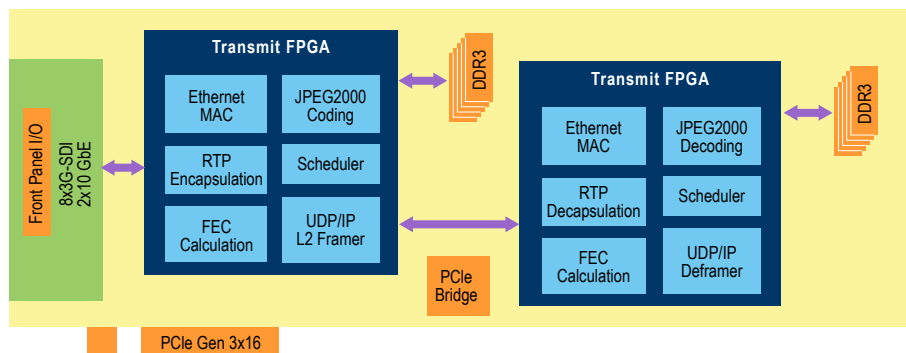 Front Panel I/O
8x3G-SDI
2x10 GbE
Transmit FPGA
Ethernet
MAC
JPEG2000
Coding
RTP
Encapsulation
Scheduler
FEC
Calculation
UDP/IP
L2 Framer
DDR3
PCIe
Bridge
Transmit FPGA
Ethernet
MAC
JPEG2000
Decoding
RTP
Decapsulation
Scheduler
FEC
Calculation
UDP/IP
Deframer
DDR3
PCIe Gen 3x16